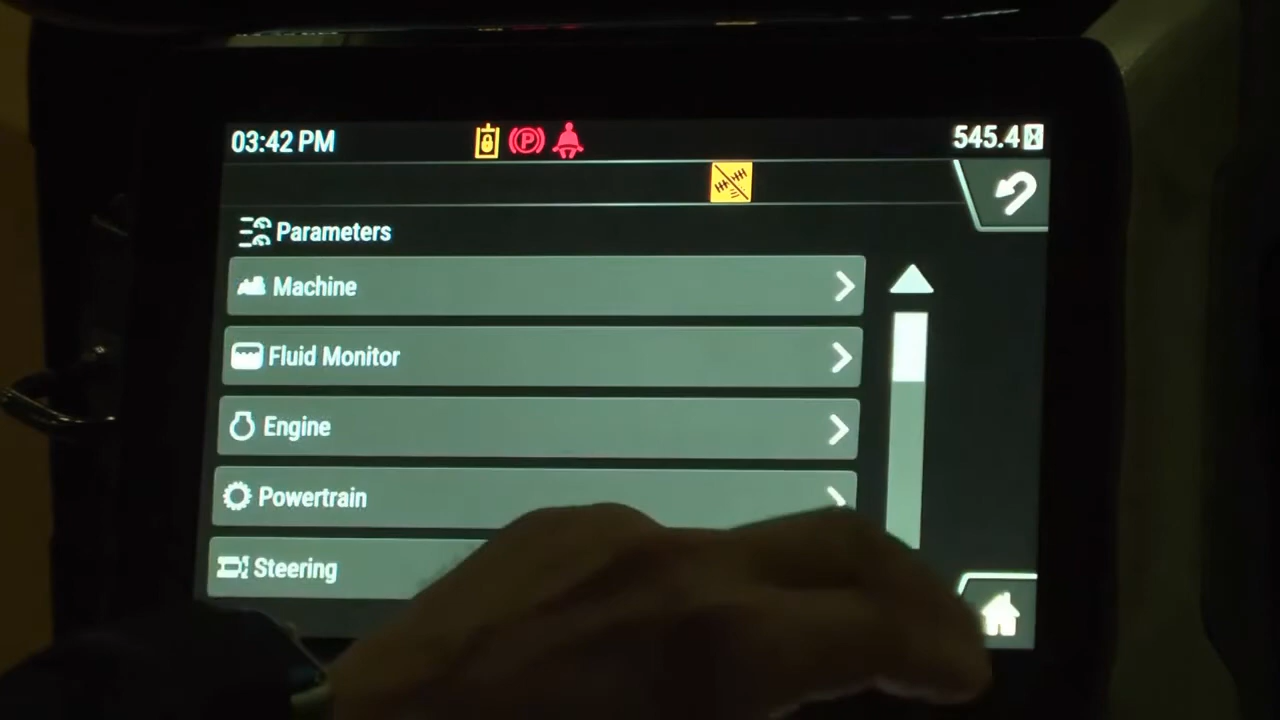 03:42 PM
P
545.4
Parameters
Machine
Fluid Monitor
Engine
Powertrain
Steering